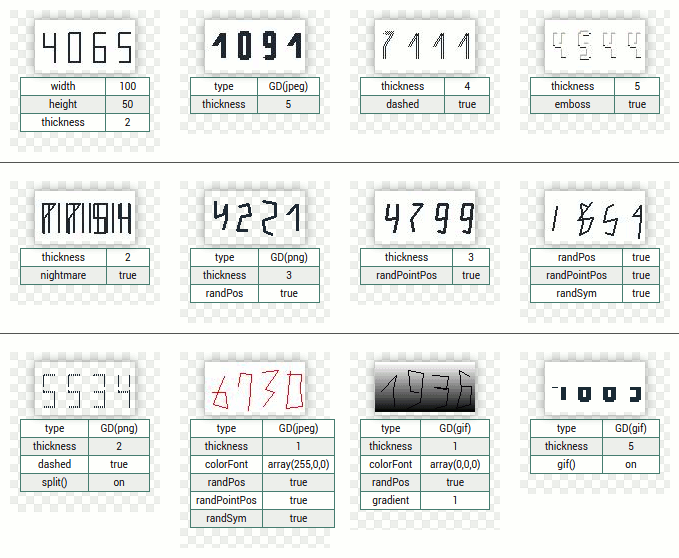 4065 1091 7111 4544
width 100 type GD(jpeg) thickness 4 thickness 5
height 50 thickness 5 dashed true emboss true
thickness 2
4221 4799
thickness 2 type GD(png) thickness 3 randPos true
nightmare true thickness 3 randPointPos true randPointPos true
randPos true randSym true
5534 6730 1936 1003
type GD(png) type GD(jpeg) type GD(gif) type GD(gif)
thickness 2 thickness 1 thickness 1 thickness 5
dashed true colorFont array(255,0,0) colorFont array(0,0,0) gif() on
split() on randPos true randPos true
randPointPos true gradient 1
randSym true